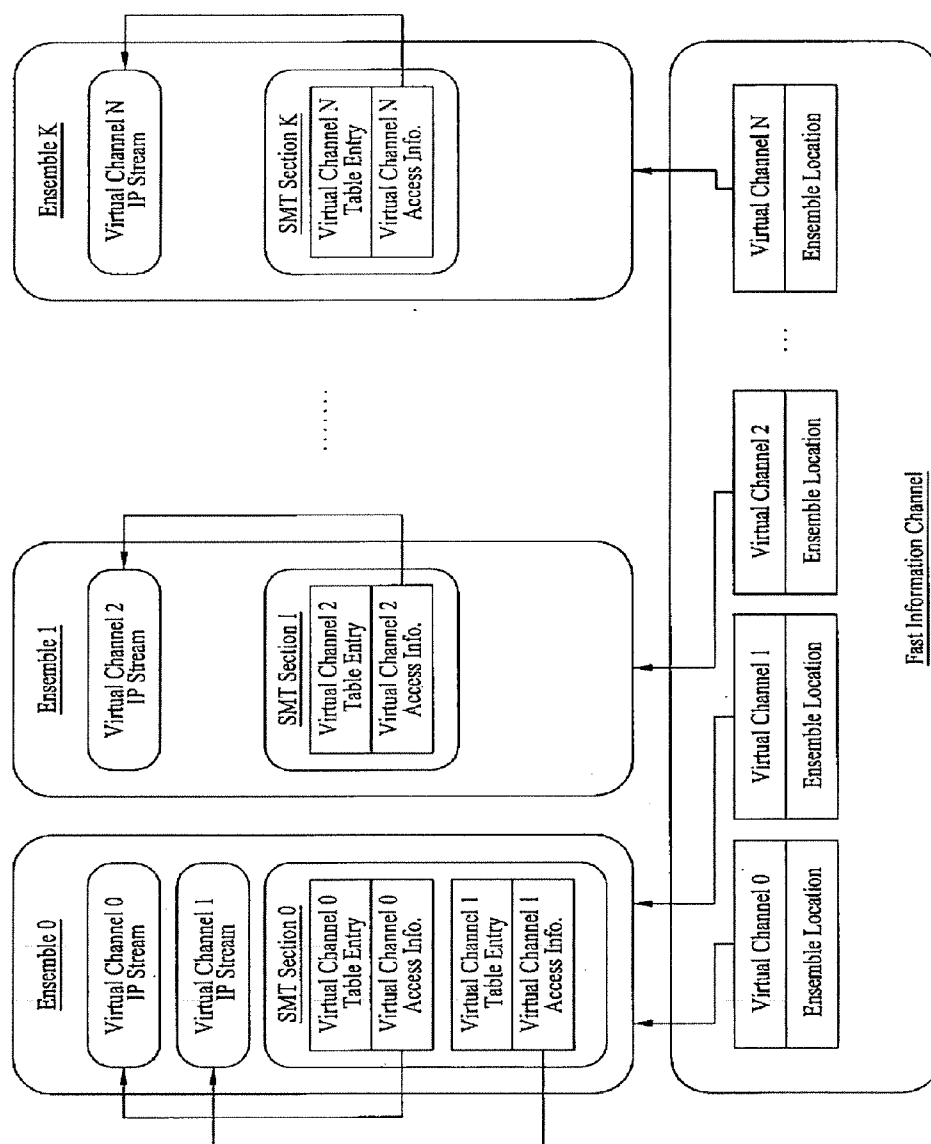 Ensemble 0
Virtual Channel 0
IP Stream
Virtual Channel 1
IP Stream
SMT Section 0
Virtual Channel 0
Table Entry
Virtual Channel 0
Access Info.
Virtual Channel 1
Table Entry
Virtual Channel 1
Access Info.
Ensemble 1
Virtual Channel 2
IP Stream
SMT Section 1
Virtual Channel 2
Table Entry
Virtual Channel 2
Access Info.
.......
Ensemble K
Virtual Channel N
IP Stream
SMT Section K
Virtual Channel N
Table Entry
Virtual Channel N
Access Info.
Virtual Channel 0
Ensemble Location
Virtual Channel 1
Ensemble Location
Virtual Channel 2
Ensemble Location
...
Virtual Channel N
Ensemble Location
Fast Information Channel